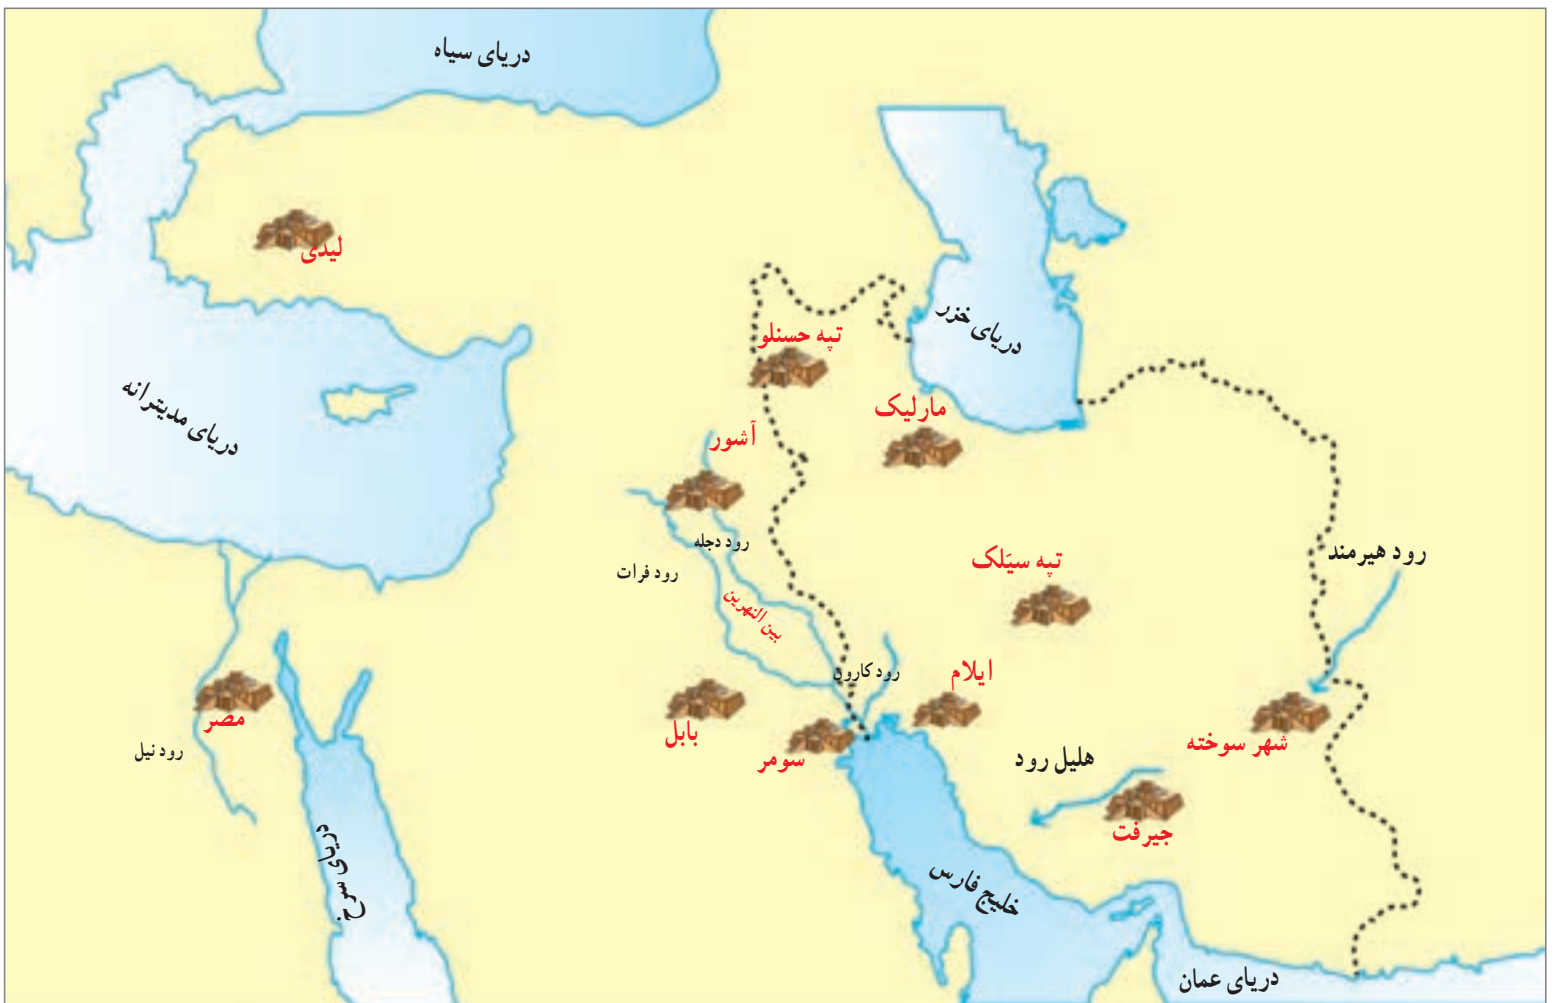 دریای سیاه
لیدی
دریای خزر
تپه حسنلو
مارلیک
دریای مدیترانه
آشور
رود دجله
رود فرات
بین النهرین
تپه سیَلک
رود هیرمند
رود کارون
ایلام
مصر
بابل
سومر
شهر سوخته
رود نیل
هلیل رود
جیرفت
دریای سرخ
خلیج فارس
دریای عمان